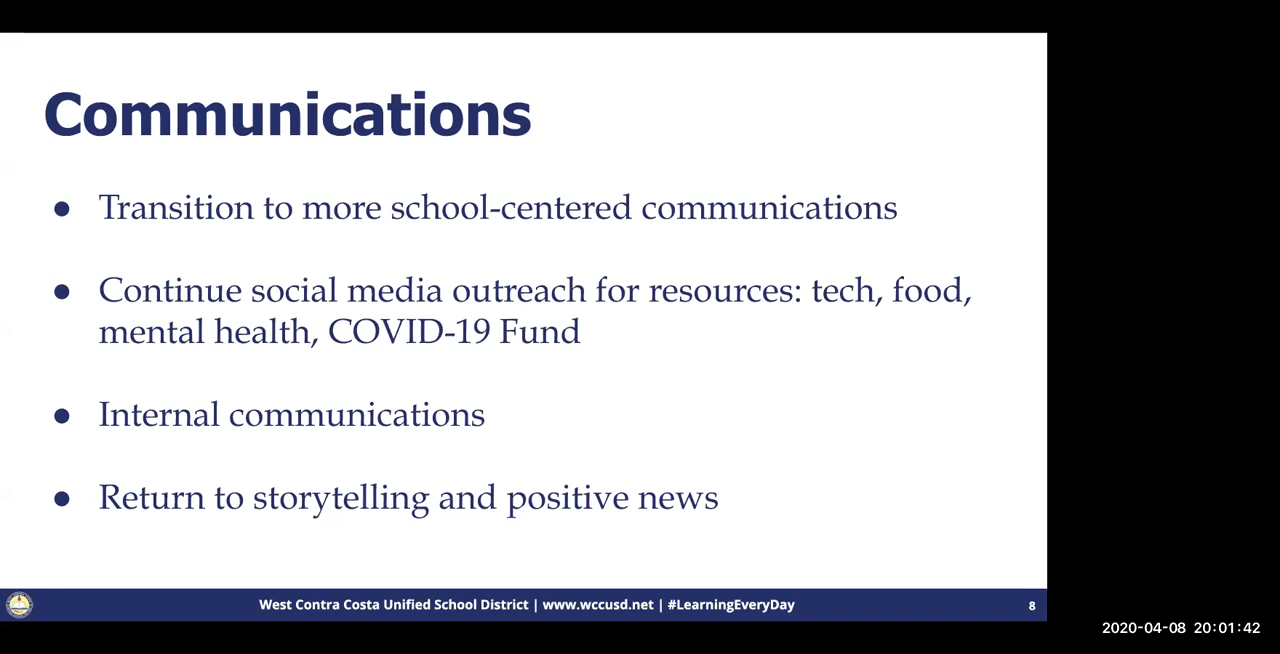 Communications
● Transition to more school-centered communications
● Continue social media outreach for resources: tech, food,
mental health, COVID-19 Fund
● Internal communications
● Return to storytelling and positive news
West Contra Costa Unified School District | www.wccusd.net | #LearningEveryDay
8
2020-04-08 20:01:42